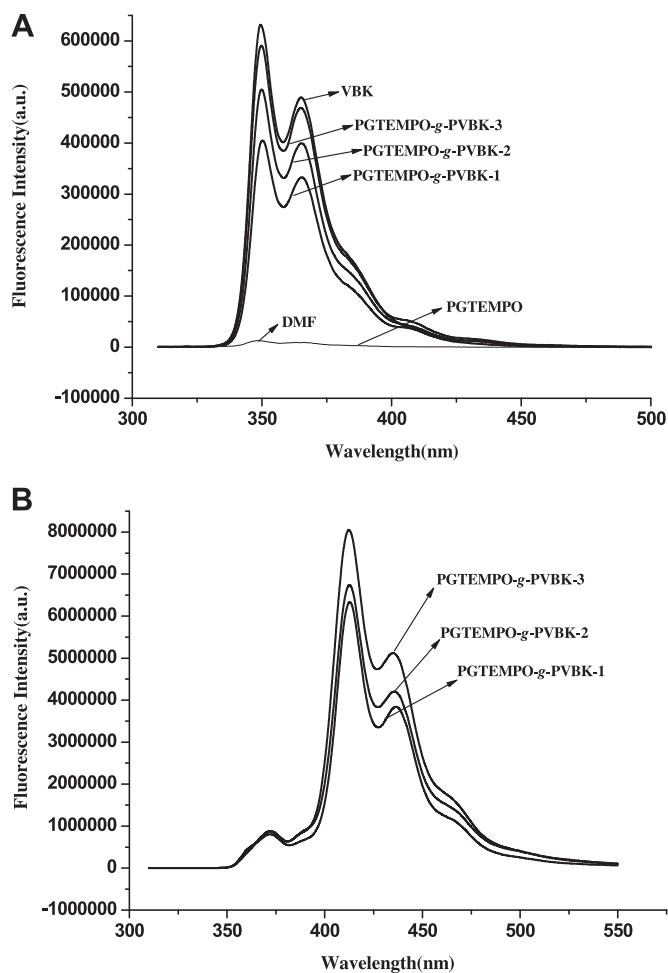 A
600000
500000
400000
300000
200000
100000
0
-100000
Fluorescence Intensity(a.u.)
VBK
PGTEMPO-g-PVBK-3
PGTEMPO-g-PVBK-2
PGTEMPO-g-PVBK-1
DMF
PGTEMPO
300 350 400 450 500
Wavelength(nm)
B
8000000
7000000
6000000
5000000
4000000
3000000
2000000
1000000
0
-1000000
Fluorescence Intensity(a.u.)
PGTEMPO-g-PVBK-3
PGTEMPO-g-PVBK-2
PGTEMPO-g-PVBK-1
300 350 400 450 500 550
Wavelength(nm)